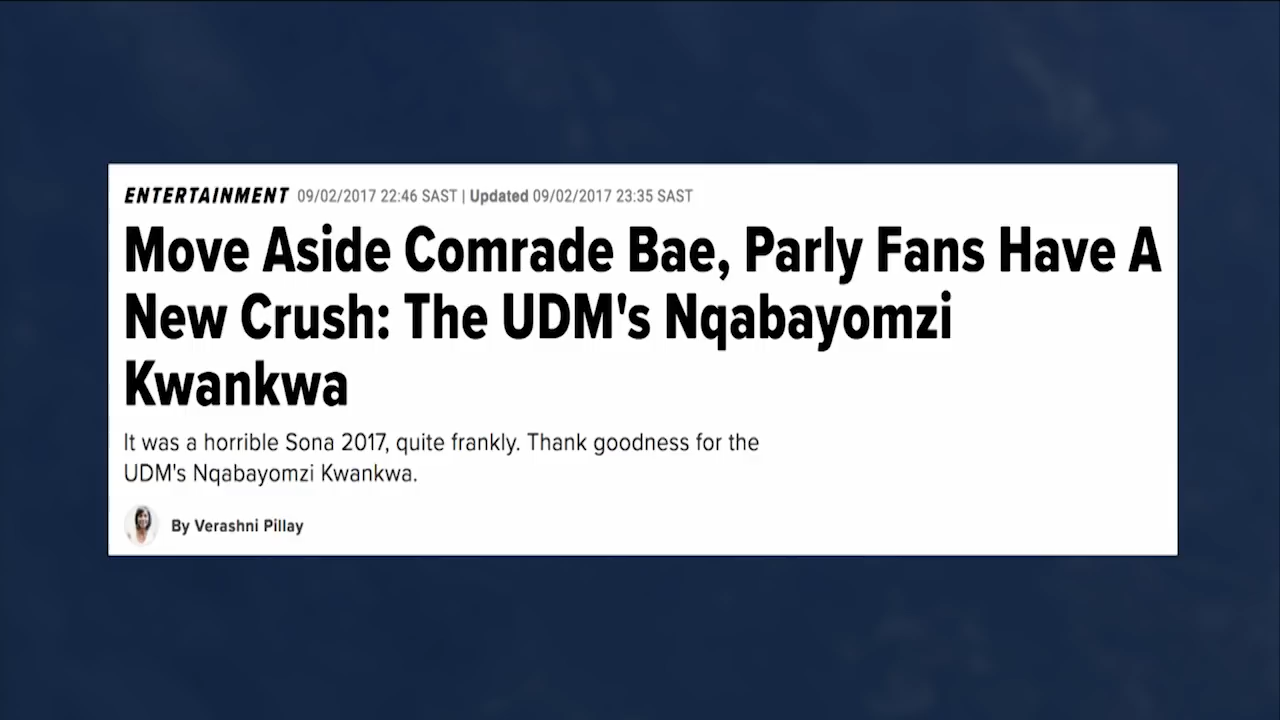 ENTERTAINMENT 09/02/2017 22:46 SAST | Updated 09/02/2017 23:35 SAST
Move Aside Comrade Bae, Parly Fans Have A
New Crush: The UDM's Nqabayomzi
Kwankwa
It was a horrible Sona 2017, quite frankly. Thank goodness for the
UDM's Nqabayomzi Kwankwa.
By Verashni Pillay